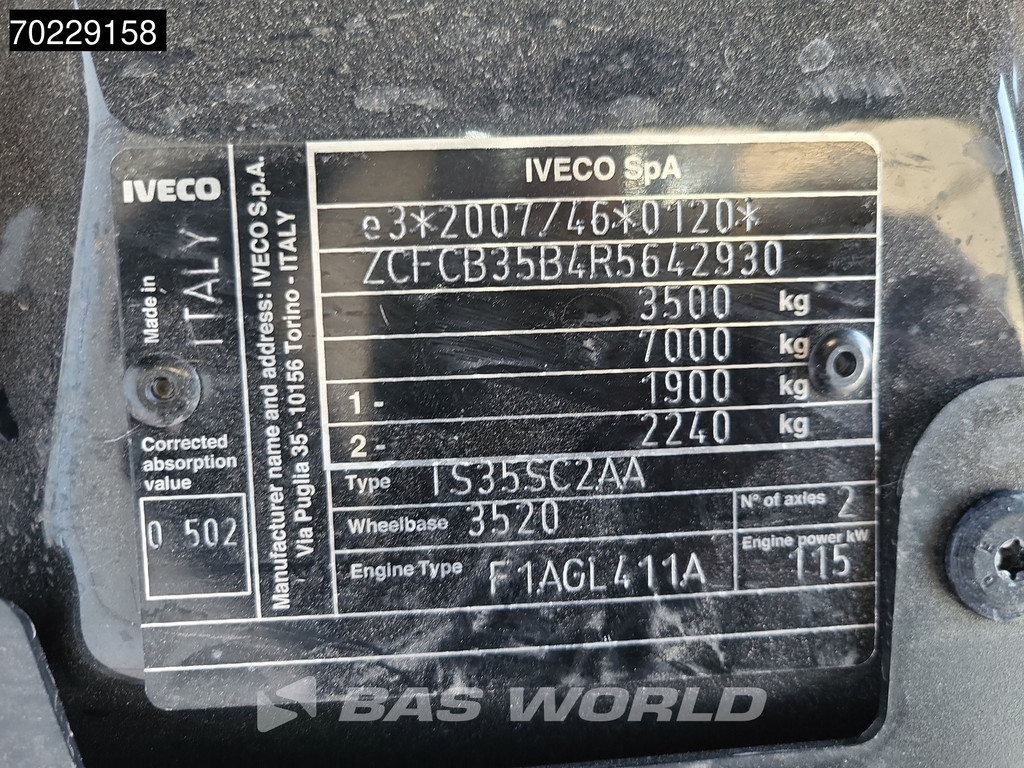 70229158
IVECO
Made in
ITALY
Corrected
absorption
value
0 502
Manufacturer name and address: IVECO S.p.A.
Via Puglia 35 - 10156 Torino - ITALY
IVECO SpA
e3*2007/46*0120*
ZCFCB35B4R5642930
3500 kg
7000 kg
1 - 1900 kg
2 - 2240 kg
Type IS35SC2AA
Wheelbase 3520
N° of axles 2
Engine Type F1AGL411A
Engine power kW
115
BAS WORLD